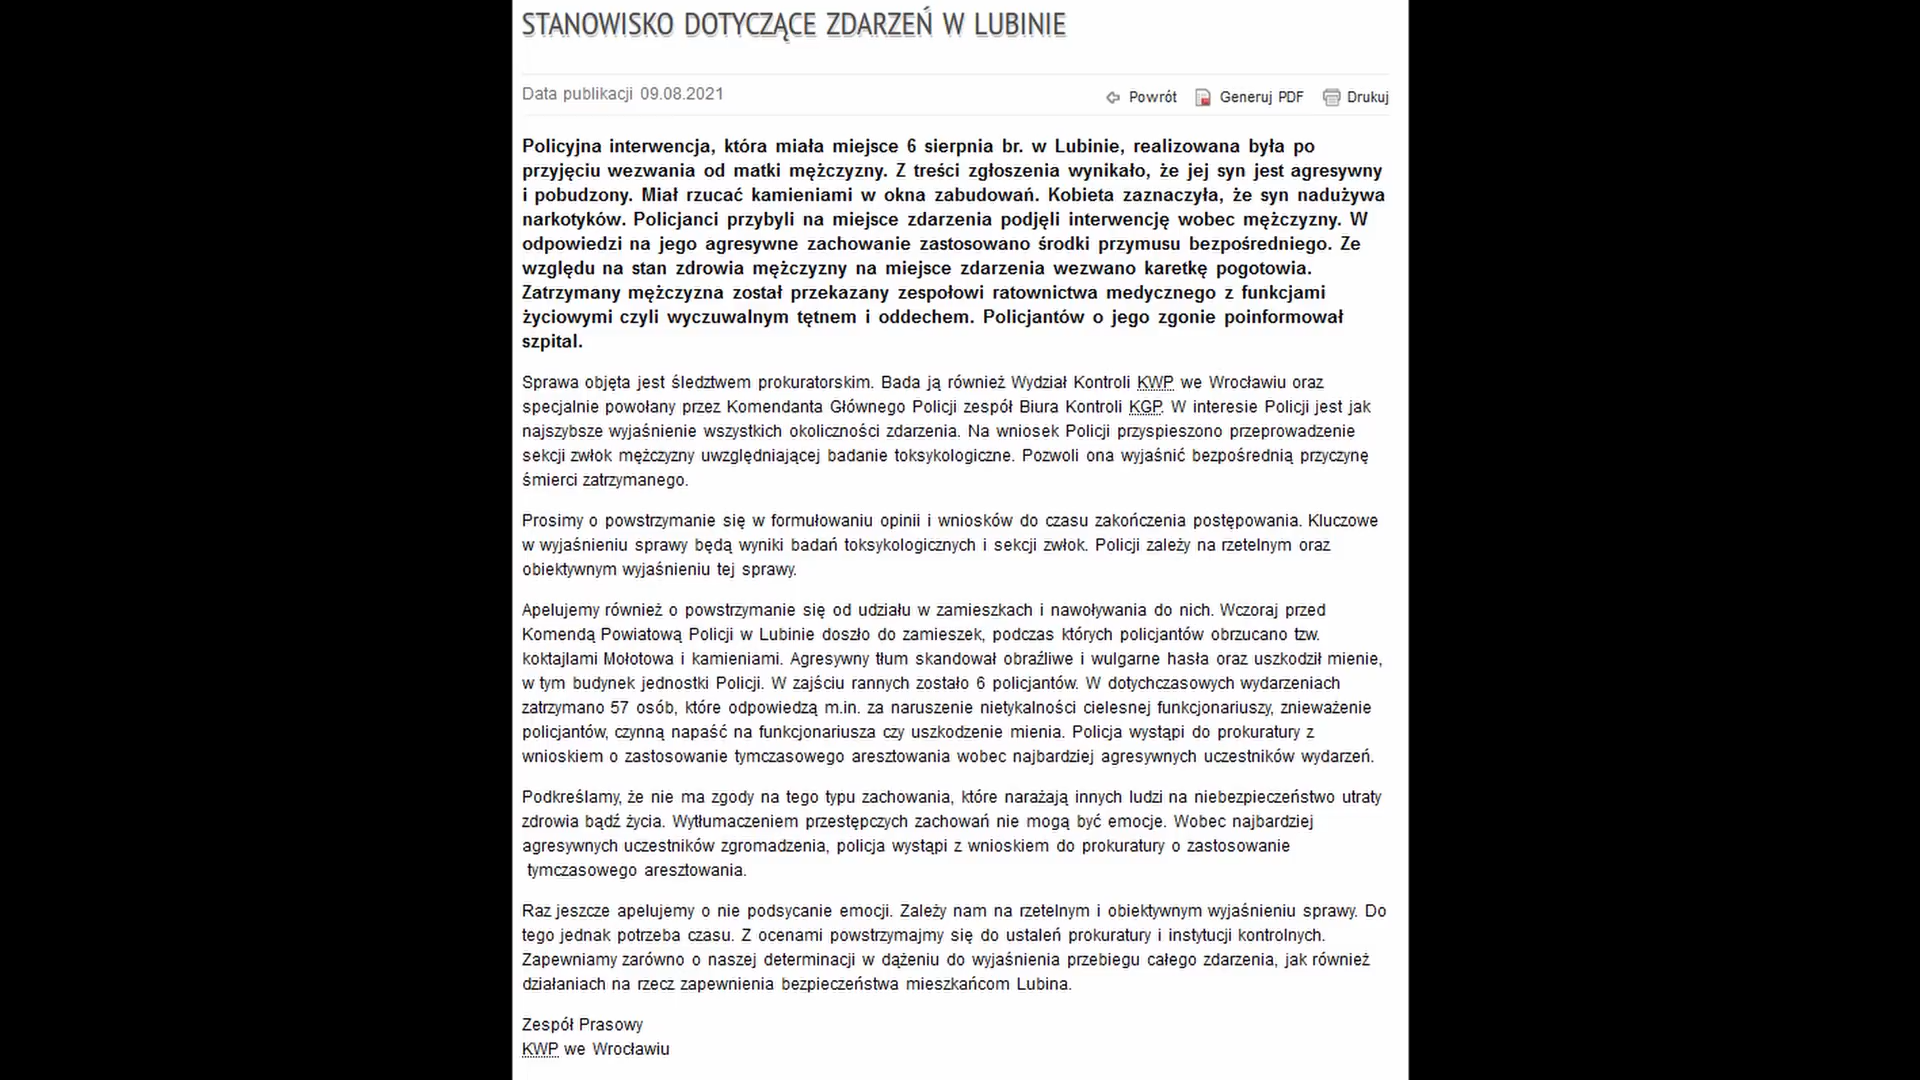 STANOWISKO DOTYCZĄCE ZDARZEŃ W LUBINIE
Data publikacji 09.08.2021
Powrót Generuj PDF Drukuj
Policyjna interwencja, która miała miejsce 6 sierpnia br. w Lubinie, realizowana była po
przyjęciu wezwania od matki mężczyzny. Z treści zgłoszenia wynikało, że jej syn jest agresywny
i pobudzony. Miał rzucać kamieniami w okna zabudowań. Kobieta zaznaczyła, że syn nadużywa
narkotyków. Policjanci przybyli na miejsce zdarzenia podjęli interwencję wobec mężczyzny. W
odpowiedzi na jego agresywne zachowanie zastosowano środki przymusu bezpośredniego. Ze
względu na stan zdrowia mężczyzny na miejsce zdarzenia wezwano karetkę pogotowia.
Zatrzymany mężczyzna został przekazany zespołowi ratownictwa medycznego z funkcjami
życiowymi czyli wyczuwalnym tętnem i oddechem. Policjantów o jego zgonie poinformował
szpital.
Sprawa objęta jest śledztwem prokuratorskim. Bada ją również Wydział Kontroli KWP we Wrocławiu oraz
specjalnie powołany przez Komendanta Głównego Policji zespół Biura Kontroli KGP. W interesie Policji jest jak
najszybsze wyjaśnienie wszystkich okoliczności zdarzenia. Na wniosek Policji przyspieszono przeprowadzenie
sekcji zwłok mężczyzny uwzględniającej badanie toksykologiczne. Pozwoli ona wyjaśnić bezpośrednią przyczynę
śmierci zatrzymanego.
Prosimy o powstrzymanie się w formułowaniu opinii i wniosków do czasu zakończenia postępowania. Kluczowe
w wyjaśnieniu sprawy będą wyniki badań toksykologicznych i sekcji zwłok. Policji zależy na rzetelnym oraz
obiektywnym wyjaśnieniu tej sprawy.
Apelujemy również o powstrzymanie się od udziału w zamieszkach i nawoływania do nich. Wczoraj przed
Komendą Powiatową Policji w Lubinie doszło do zamieszek, podczas których policjantów obrzucano tzw.
koktajlami Mołotowa i kamieniami. Agresywny tłum skandował obraźliwe i wulgarne hasła oraz uszkodził mienie,
w tym budynek jednostki Policji. W zajściu rannych zostało 6 policjantów. W dotychczasowych wydarzeniach
zatrzymano 57 osób, które odpowiedzą m.in. za naruszenie nietykalności cielesnej funkcjonariuszy, znieważenie
policjantów, czynną napaść na funkcjonariusza czy uszkodzenie mienia. Policja wystąpi do prokuratury z
wnioskiem o zastosowanie tymczasowego aresztowania wobec najbardziej agresywnych uczestników wydarzeń.
Podkreślamy, że nie ma zgody na tego typu zachowania, które narażają innych ludzi na niebezpieczeństwo utraty
zdrowia bądź życia. Wytłumaczeniem przestępczych zachowań nie mogą być emocje. Wobec najbardziej
agresywnych uczestników zgromadzenia, policja wystąpi z wnioskiem do prokuratury o zastosowanie
tymczasowego aresztowania.
Raz jeszcze apelujemy o nie podsycanie emocji. Zależy nam na rzetelnym i obiektywnym wyjaśnieniu sprawy. Do
tego jednak potrzeba czasu. Z ocenami powstrzymajmy się do ustaleń prokuratury i instytucji kontrolnych.
Zapewniamy zarówno o naszej determinacji w dążeniu do wyjaśnienia przebiegu całego zdarzenia, jak również
działaniach na rzecz zapewnienia bezpieczeństwa mieszkańcom Lubina.
Zespół Prasowy
KWP we Wrocławiu